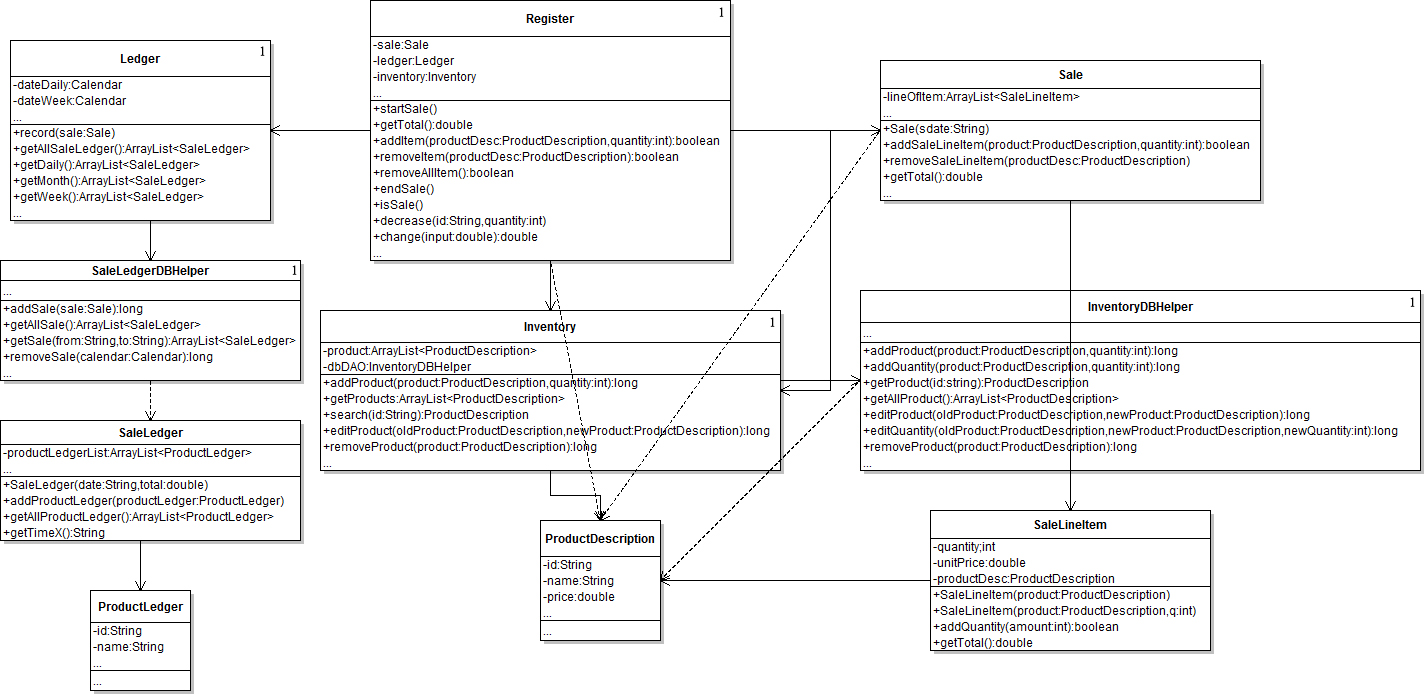 Register
1
-sale:Sale
-ledger:Ledger
-inventory:Inventory
...
+startSale()
+getTotal():double
+addItem(productDesc:ProductDescription,quantity:int):boolean
+removeItem(productDesc:ProductDescription):boolean
+removeAllItem():boolean
+endSale()
+isSale()
+decrease(id:String,quantity:int)
+change(input:double):double
...
Ledger
1
-dateDaily:Calendar
-dateWeek:Calendar
...
+record(sale:Sale)
+getAllSaleLedger():ArrayList<SaleLedger>
+getDaily():ArrayList<SaleLedger>
+getMonth():ArrayList<SaleLedger>
+getWeek():ArrayList<SaleLedger>
...
Sale
-lineOfItem:ArrayList<SaleLineItem>
...
+Sale(sdate:String)
+addSaleLineItem(product:ProductDescription,quantity:int):boolean
+removeSaleLineItem(productDesc:ProductDescription)
+getTotal():double
...
SaleLedgerDBHelper
1
...
+addSale(sale:Sale):long
+getAllSale():ArrayList<SaleLedger>
+getSale(from:String,to:String):ArrayList<SaleLedger>
+removeSale(calendar:Calendar):long
...
Inventory
1
-product:ArrayList<ProductDescription>
-dbDAO:InventoryDBHelper
+addProduct(product:ProductDescription,quantity:int):long
+getProducts:ArrayList<ProductDescription>
+search(id:String):ProductDescription
+editProduct(oldProduct:ProductDescription,newProduct:ProductDescription):long
+removeProduct(product:ProductDescription):long
...
InventoryDBHelper
1
...
+addProduct(product:ProductDescription,quantity:int):long
+addQuantity(product:ProductDescription,quantity:int):long
+getProduct(id:string):ProductDescription
+getAllProduct():ArrayList<ProductDescription>
+editProduct(oldProduct:ProductDescription,newProduct:ProductDescription):long
+editQuantity(oldProduct:ProductDescription,newProduct:ProductDescription,newQuantity:int):long
+removeProduct(product:ProductDescription):long
...
SaleLedger
-productLedgerList:ArrayList<ProductLedger>
...
+SaleLedger(date:String,total:double)
+addProductLedger(productLedger:ProductLedger)
+getAllProductLedger():ArrayList<ProductLedger>
+getTimeX():String
ProductDescription
-id:String
-name:String
-price:double
...
...
SaleLineItem
-quantity;int
-unitPrice:double
-productDesc:ProductDescription
+SaleLineItem(product:ProductDescription)
+SaleLineItem(product:ProductDescription,q:int)
+addQuantity(amount:int):boolean
+getTotal():double
ProductLedger
-id:String
-name:String
...
...